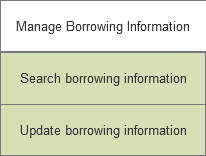 Manage Borrowing Information
Search borrowing information
Update borrowing information